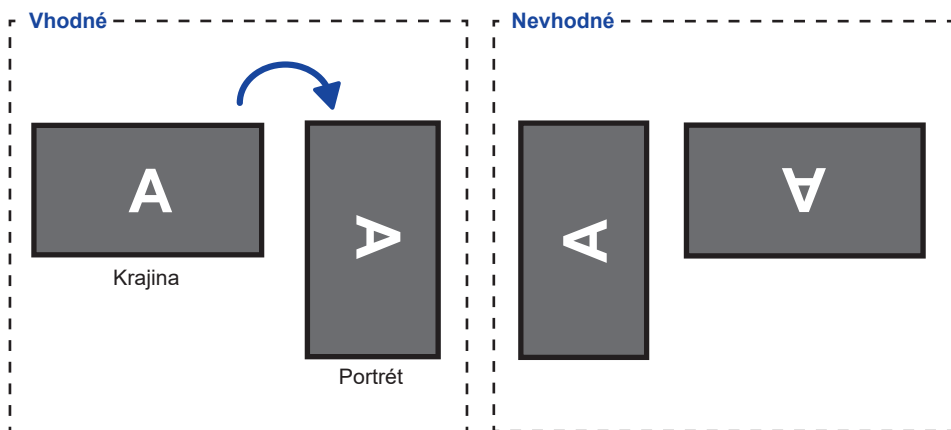 Vhodné
Nevhodné
A
A
A
A
Krajina
Portrét